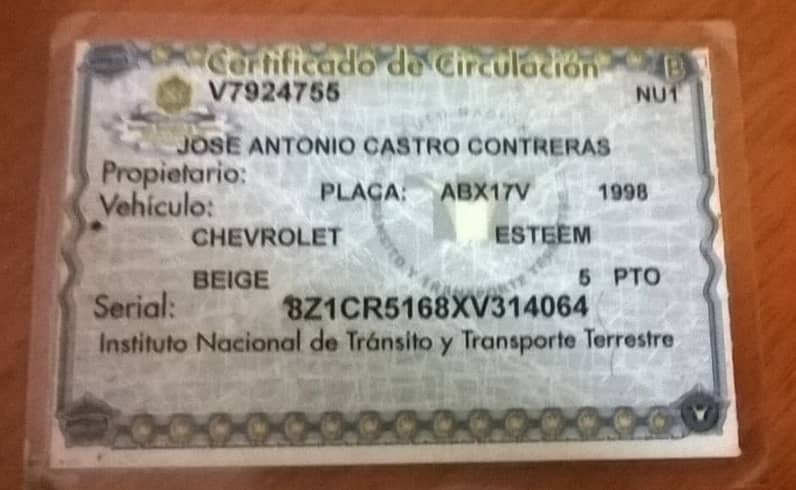 Certificado de Circulación B
V7924755 NU1
JOSE ANTONIO CASTRO CONTRERAS
Propietario:
PLACA: ABX17V 1998
Vehículo:
CHEVROLET ESTEEM
BEIGE 5 PTO
Serial: 8Z1CR5168XV314064
Instituto Nacional de Tránsito y Transporte Terrestre